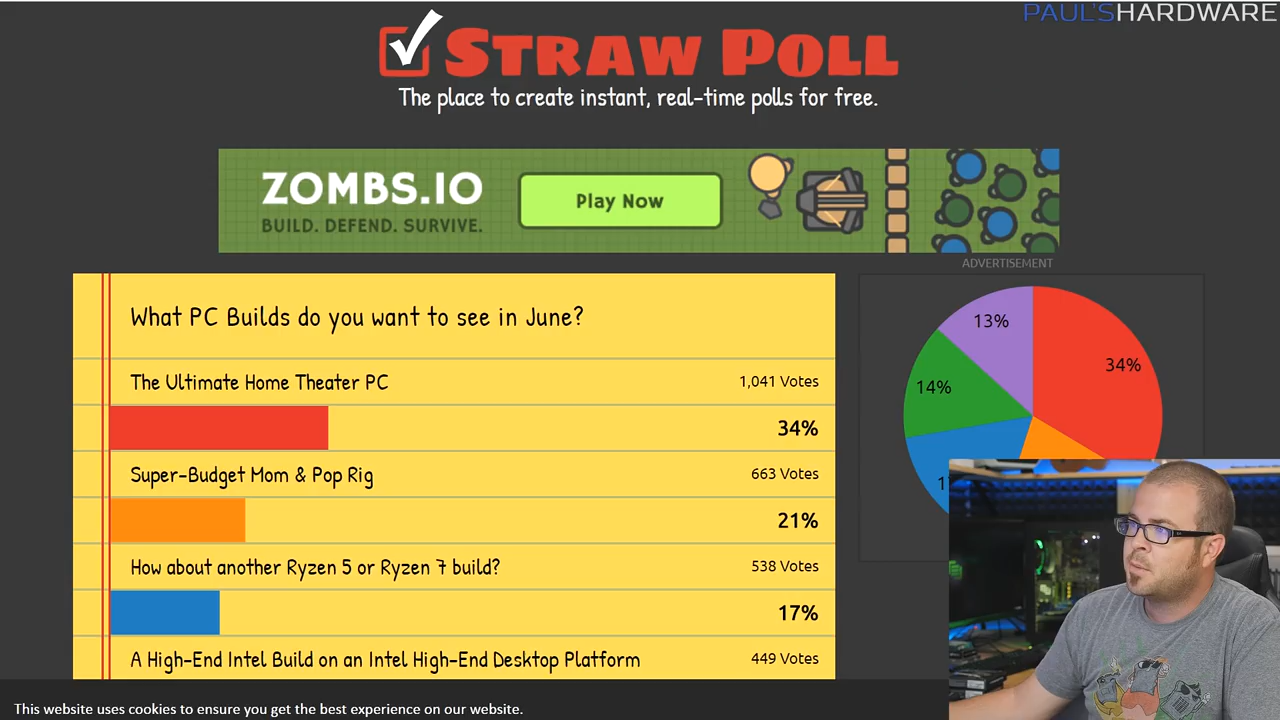 PAUL'SHARDWARE
STRAW POLL
The place to create instant, real-time polls for free.
ZOMBS.IO
BUILD. DEFEND. SURVIVE.
Play Now
ADVERTISEMENT
What PC Builds do you want to see in June?
The Ultimate Home Theater PC 1,041 Votes
34%
Super-Budget Mom & Pop Rig 663 Votes
21%
How about another Ryzen 5 or Ryzen 7 build? 538 Votes
17%
A High-End Intel Build on an Intel High-End Desktop Platform 449 Votes
13%
34%
14%
1
This website uses cookies to ensure you get the best experience on our website.